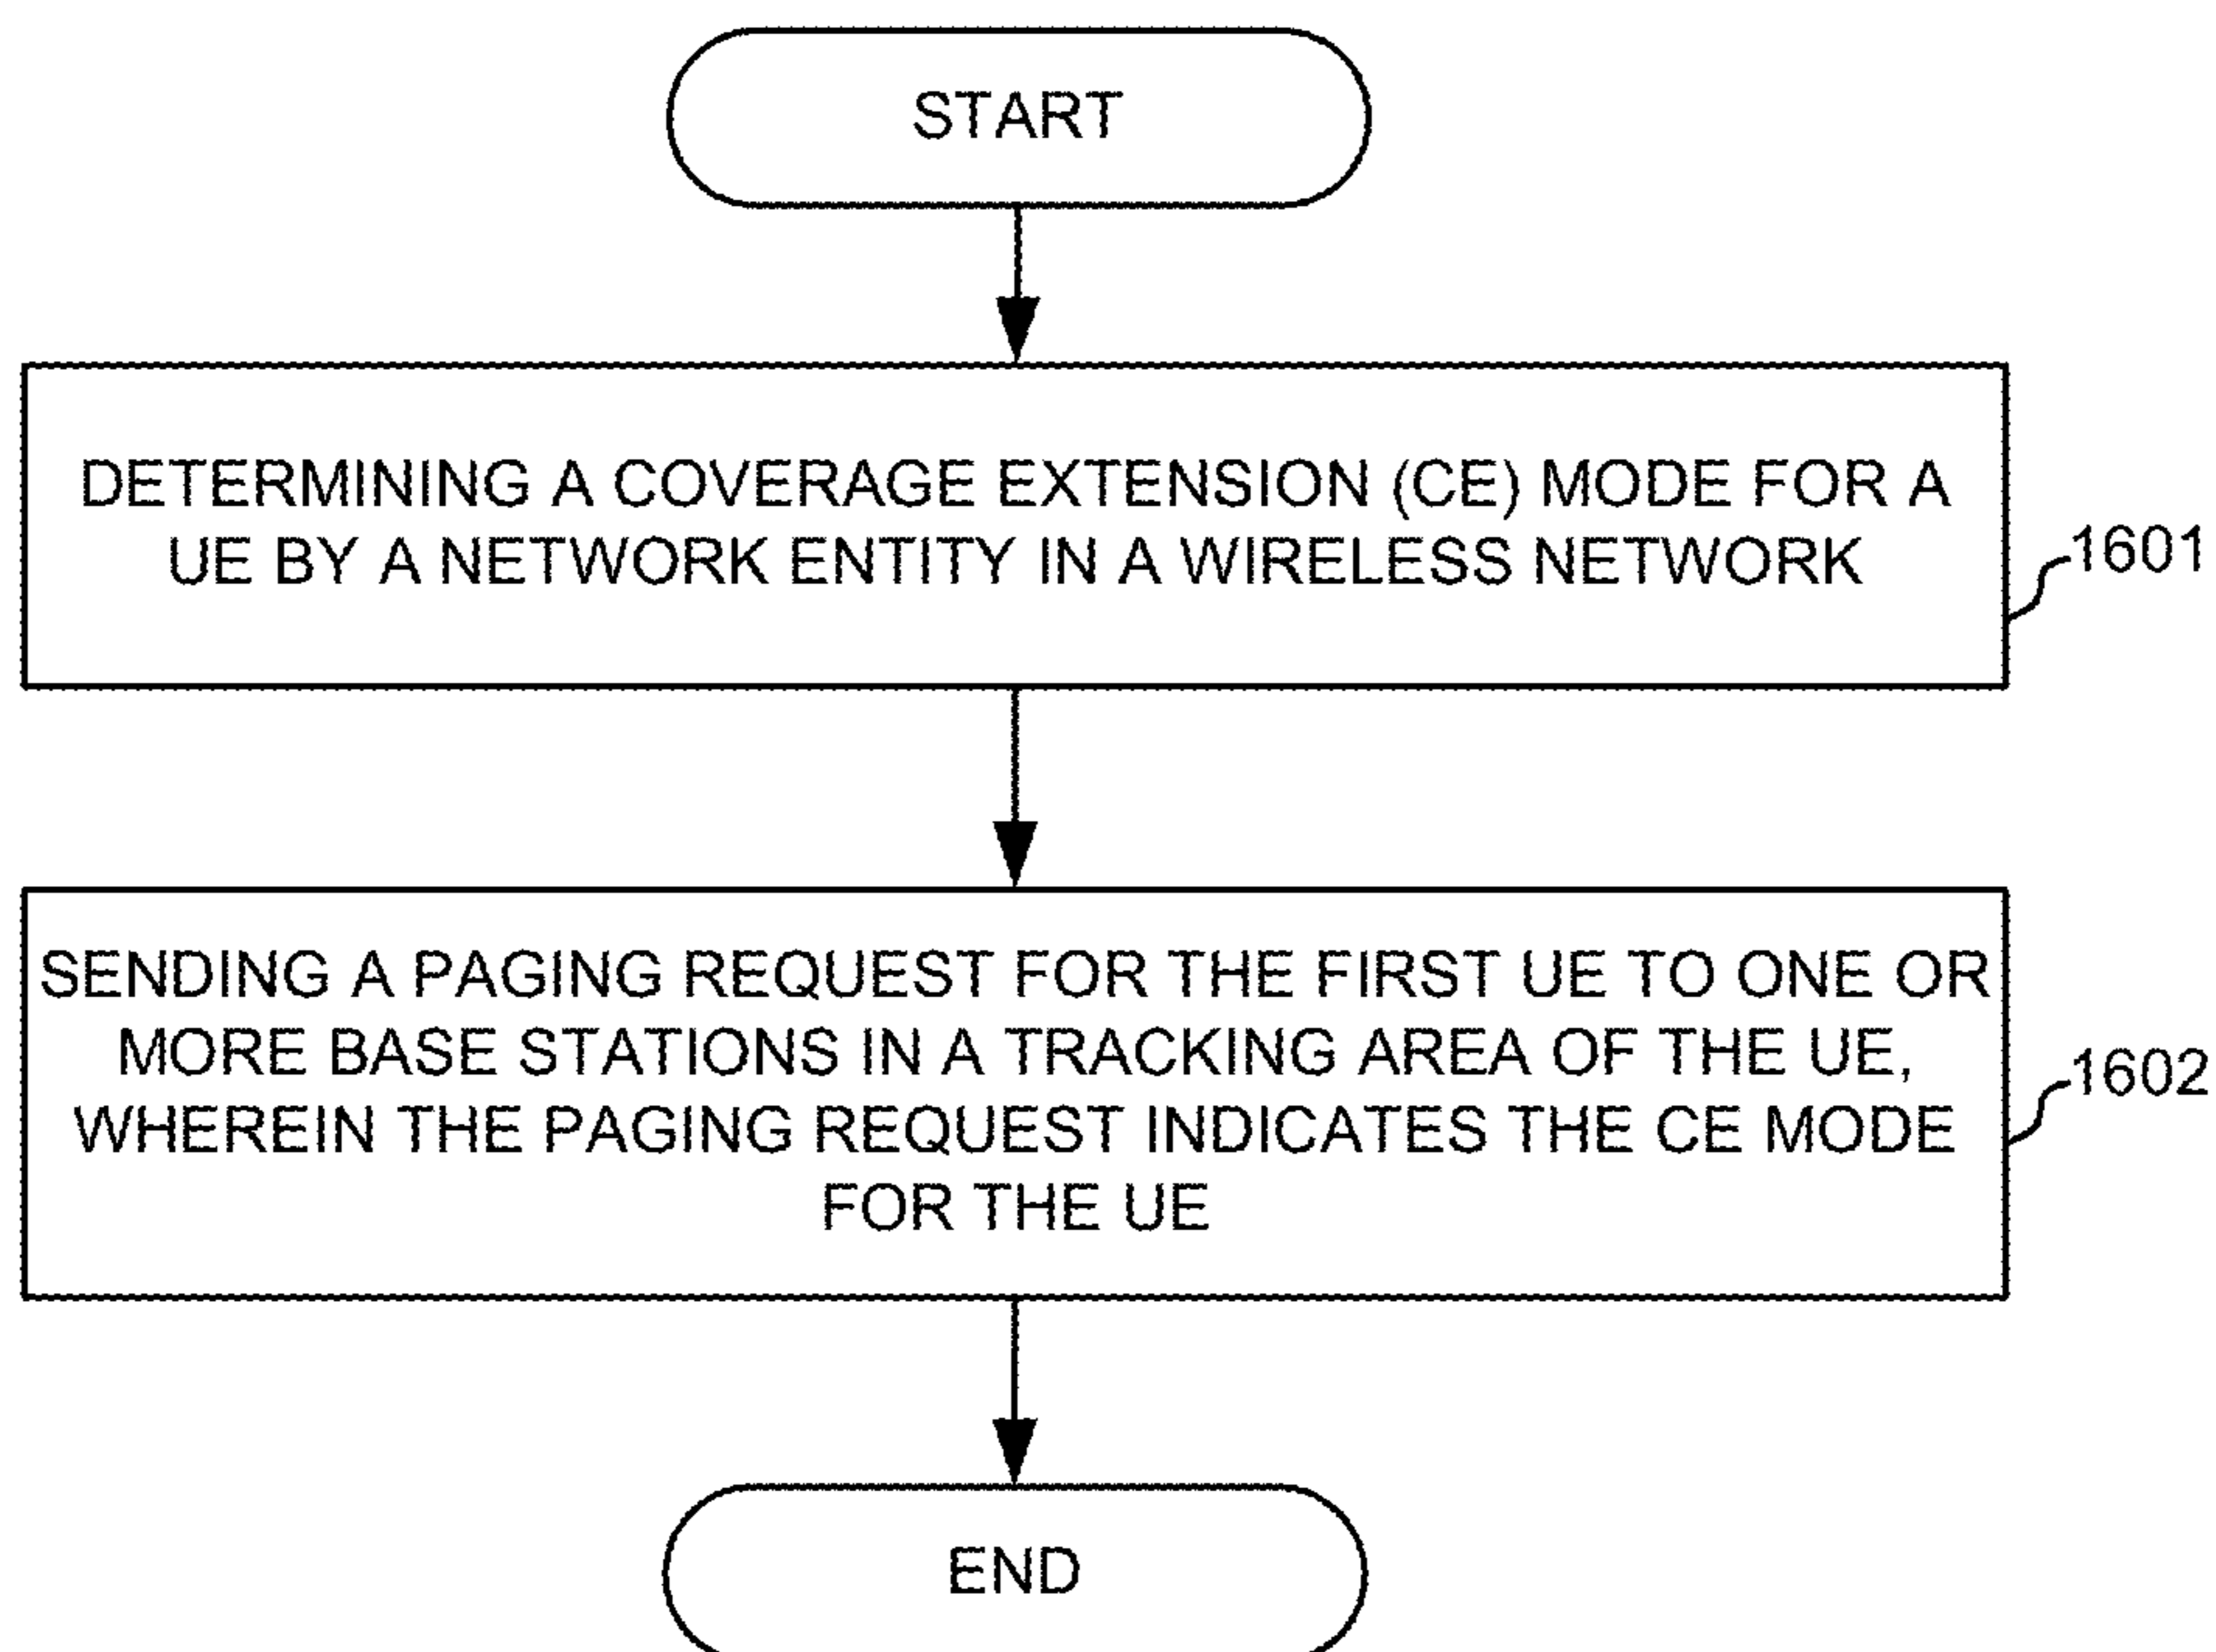 START
DETERMINING A COVERAGE EXTENSION (CE) MODE FOR A
UE BY A NETWORK ENTITY IN A WIRELESS NETWORK
1601
SENDING A PAGING REQUEST FOR THE FIRST UE TO ONE OR
MORE BASE STATIONS IN A TRACKING AREA OF THE UE,
WHEREIN THE PAGING REQUEST INDICATES THE CE MODE
FOR THE UE
1602
END